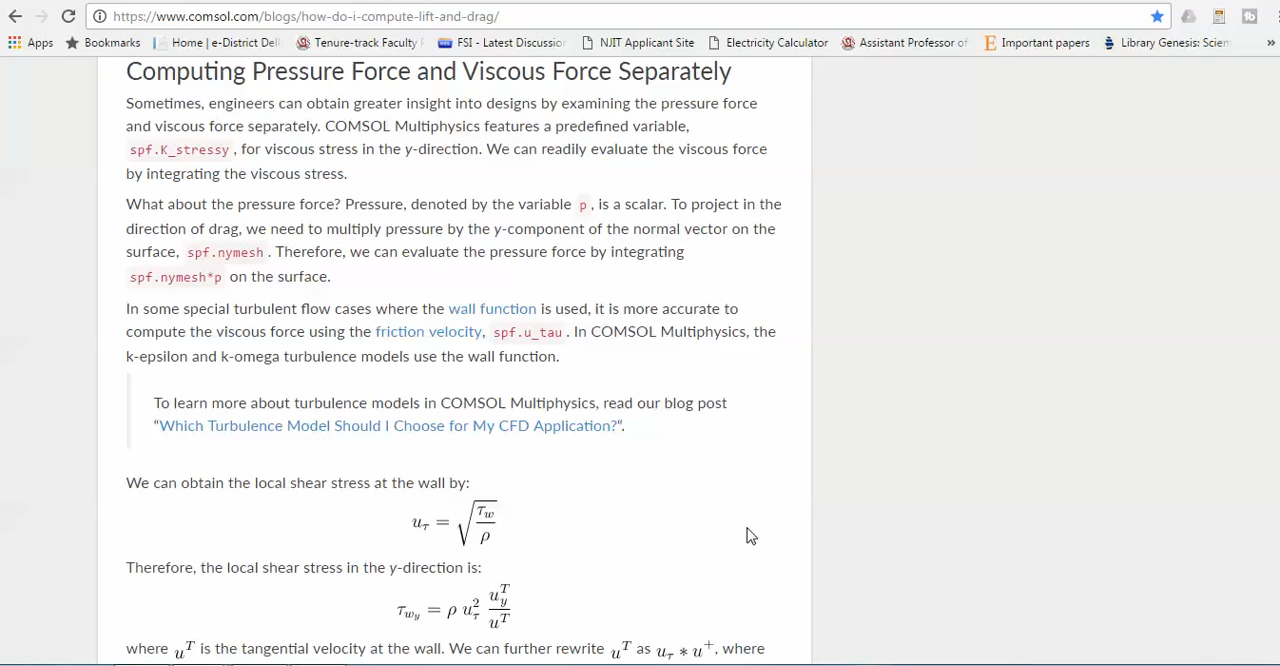 https://www.comsol.com/blogs/how-do-i-compute-lift-and-drag/
Apps Bookmarks Home | e-District Del Tenure-track Faculty FSI - Latest Discussion NJIT Applicant Site Electricity Calculator Assistant Professor of Important papers Library Genesis: Scien »
Computing Pressure Force and Viscous Force Separately
Sometimes, engineers can obtain greater insight into designs by examining the pressure force
and viscous force separately. COMSOL Multiphysics features a predefined variable,
spf.K_stressy, for viscous stress in the y-direction. We can readily evaluate the viscous force
by integrating the viscous stress.
What about the pressure force? Pressure, denoted by the variable p, is a scalar. To project in the
direction of drag, we need to multiply pressure by the y-component of the normal vector on the
surface, spf.nymesh. Therefore, we can evaluate the pressure force by integrating
spf.nymesh*p on the surface.
In some special turbulent flow cases where the wall function is used, it is more accurate to
compute the viscous force using the friction velocity, spf.u_tau. In COMSOL Multiphysics, the
k-epsilon and k-omega turbulence models use the wall function.
To learn more about turbulence models in COMSOL Multiphysics, read our blog post
“Which Turbulence Model Should I Choose for My CFD Application?“.
We can obtain the local shear stress at the wall by:
u_τ = √(τ_w / ρ)
Therefore, the local shear stress in the y-direction is:
τ_{w_y} = ρ u_τ^2 u_y^T / u^T
where u^T is the tangential velocity at the wall. We can further rewrite u^T as u_τ * u^+, where